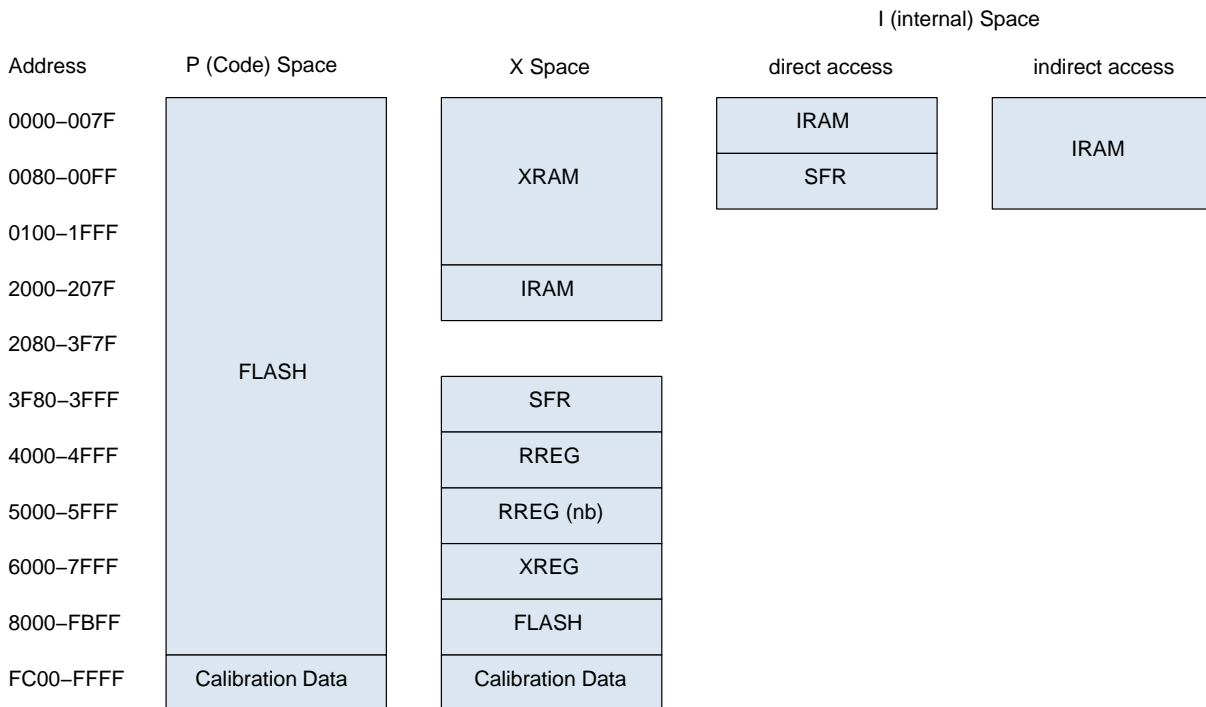 I (internal) Space
Address P (Code) Space X Space direct access indirect access
0000−007F IRAM
IRAM
0080−00FF XRAM SFR
0100−1FFF
2000−207F IRAM
2080−3F7F
FLASH
3F80−3FFF SFR
4000−4FFF RREG
5000−5FFF RREG (nb)
6000−7FFF XREG
8000−FBFF FLASH
FC00−FFFF Calibration Data Calibration Data